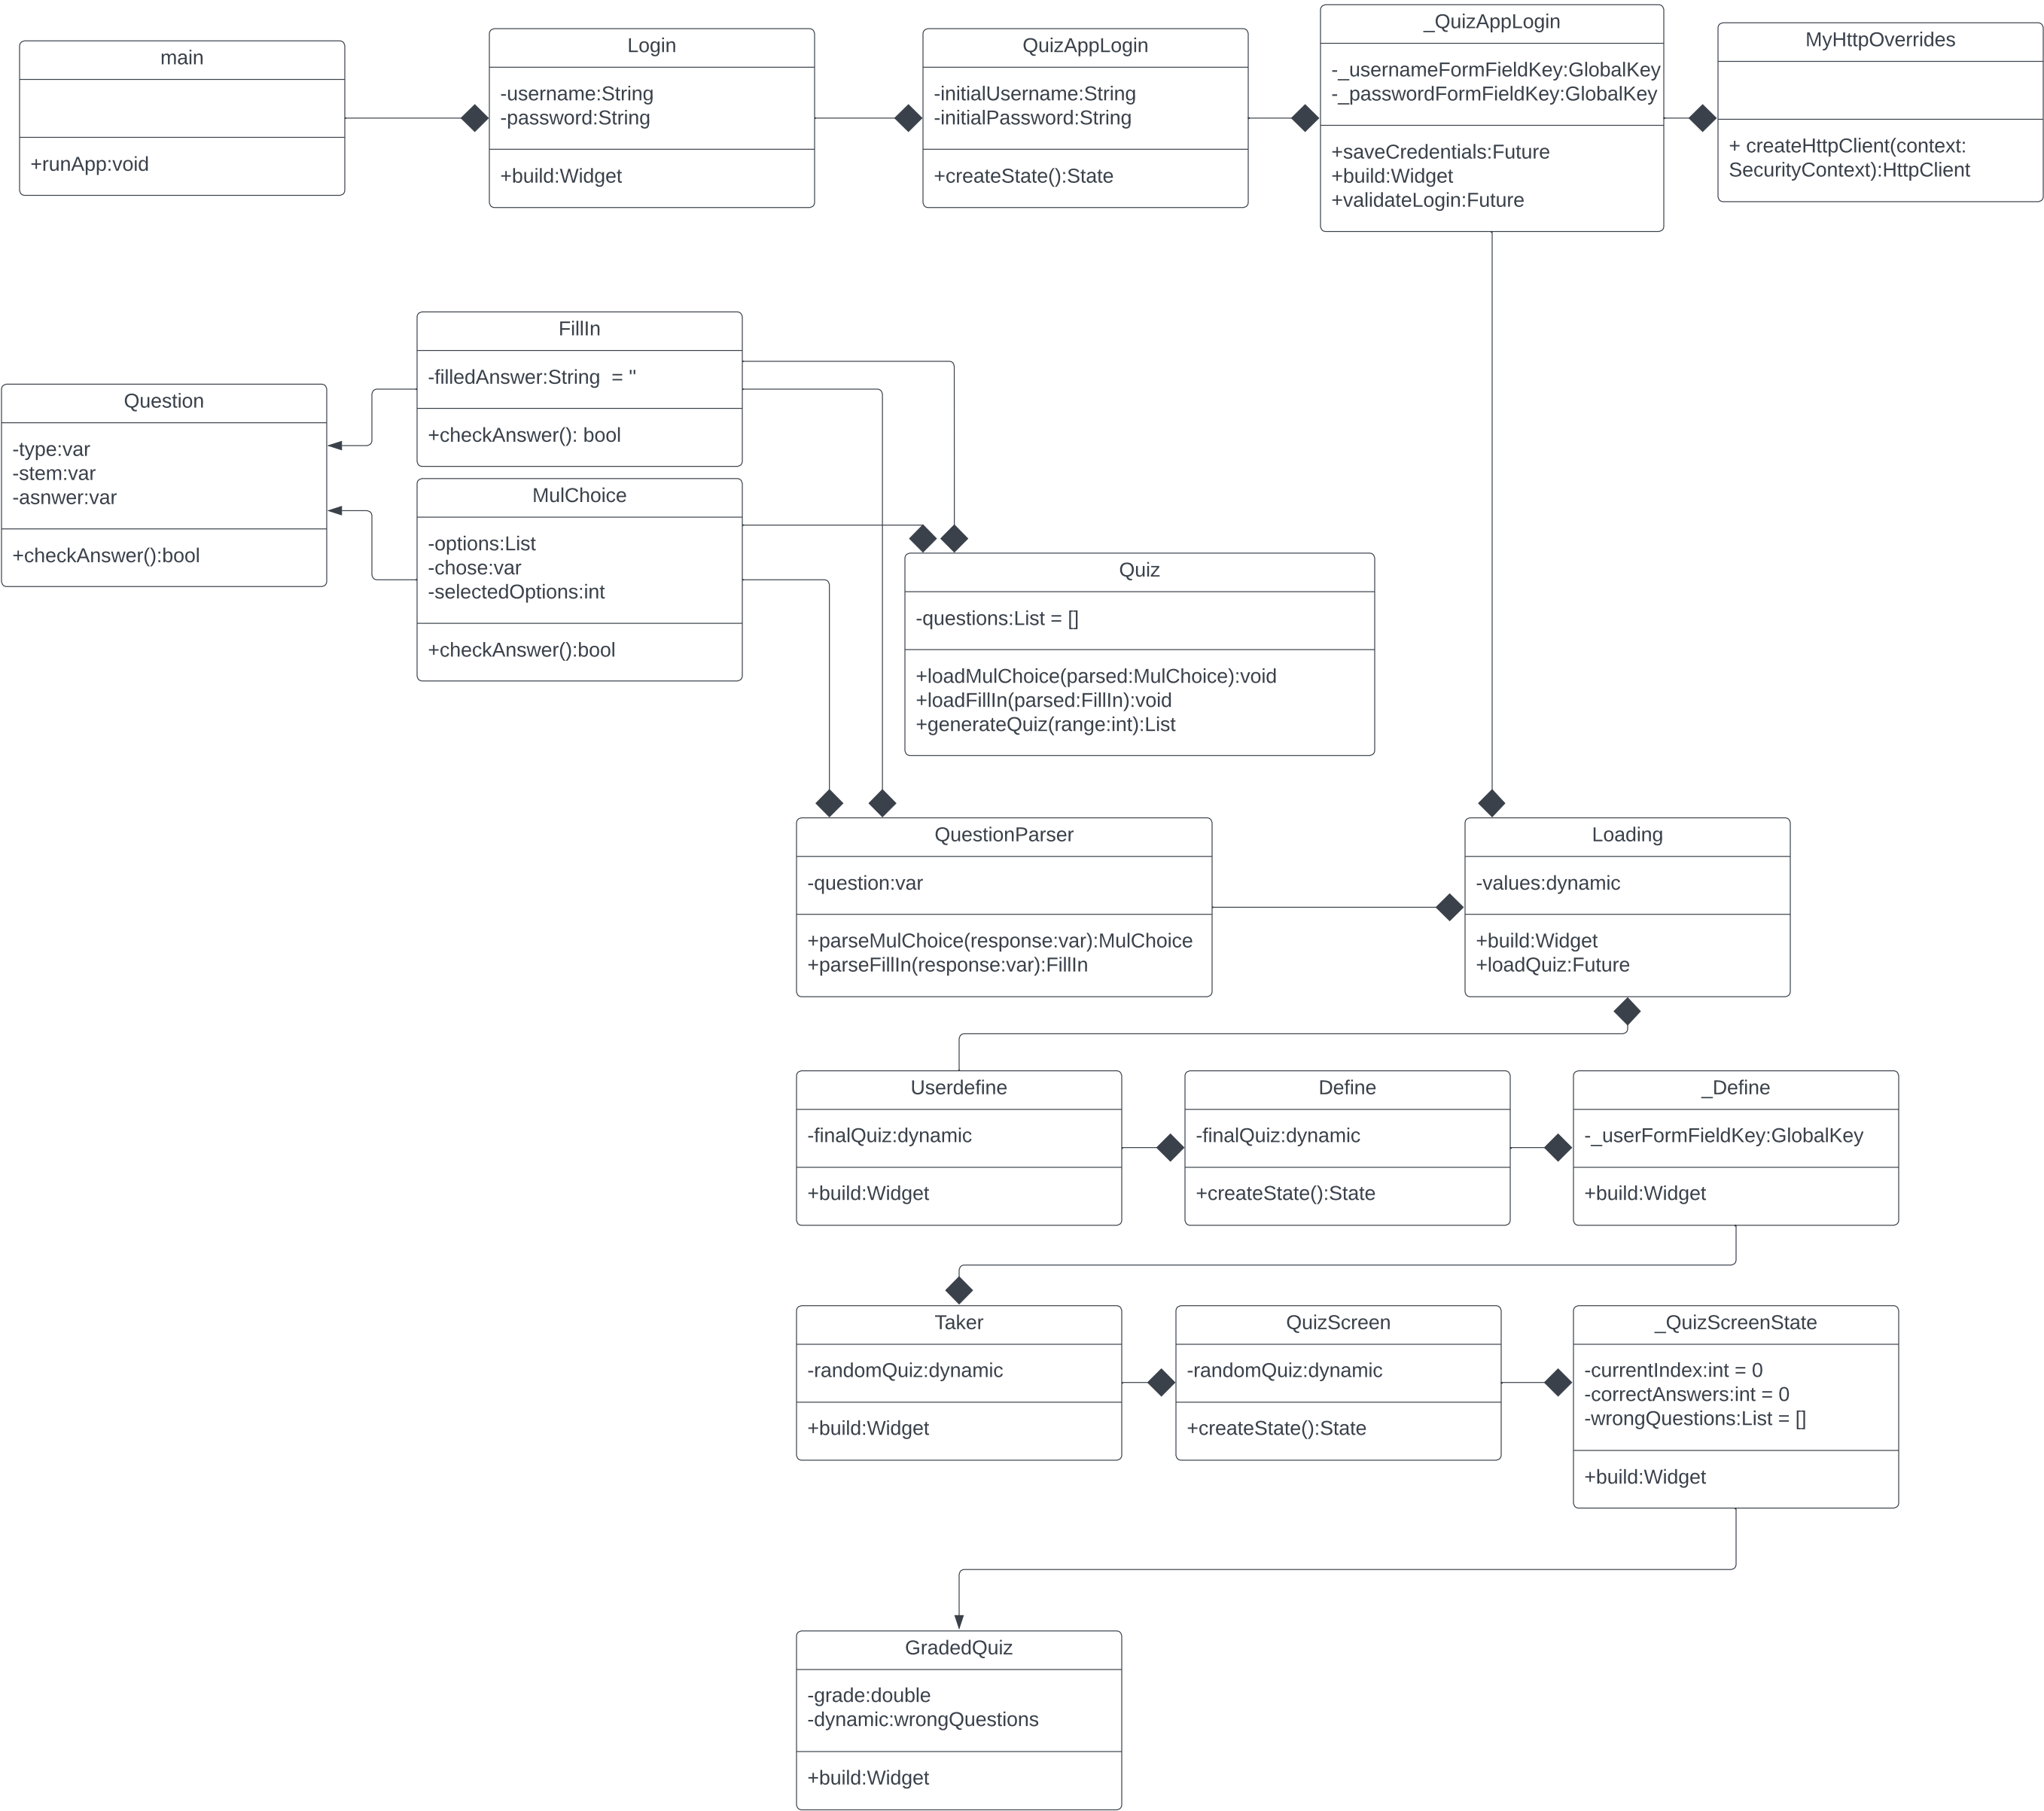 main
+runApp:void
Login
-username:String
-password:String
+build:Widget
QuizAppLogin
-initialUsername:String
-initialPassword:String
+createState():State
_QuizAppLogin
-_usernameFormFieldKey:GlobalKey
-_passwordFormFieldKey:GlobalKey
+saveCredentials:Future
+build:Widget
+validateLogin:Future
MyHttpOverrides
+ createHttpClient(context:
SecurityContext):HttpClient
Question
-type:var
-stem:var
-asnwer:var
+checkAnswer():bool
FillIn
-filledAnswer:String  = ''
+checkAnswer(): bool
MulChoice
-options:List
-chose:var
-selectedOptions:int
+checkAnswer():bool
Quiz
-questions:List = []
+loadMulChoice(parsed:MulChoice):void
+loadFillIn(parsed:FillIn):void
+generateQuiz(range:int):List
QuestionParser
-question:var
+parseMulChoice(response:var):MulChoice
+parseFillIn(response:var):FillIn
Loading
-values:dynamic
+build:Widget
+loadQuiz:Future
Userdefine
-finalQuiz:dynamic
+build:Widget
Define
-finalQuiz:dynamic
+createState():State
_Define
-_userFormFieldKey:GlobalKey
+build:Widget
Taker
-randomQuiz:dynamic
+build:Widget
QuizScreen
-randomQuiz:dynamic
+createState():State
_QuizScreenState
-currentIndex:int = 0
-correctAnswers:int = 0
-wrongQuestions:List = []
+build:Widget
GradedQuiz
-grade:double
-dynamic:wrongQuestions
+build:Widget